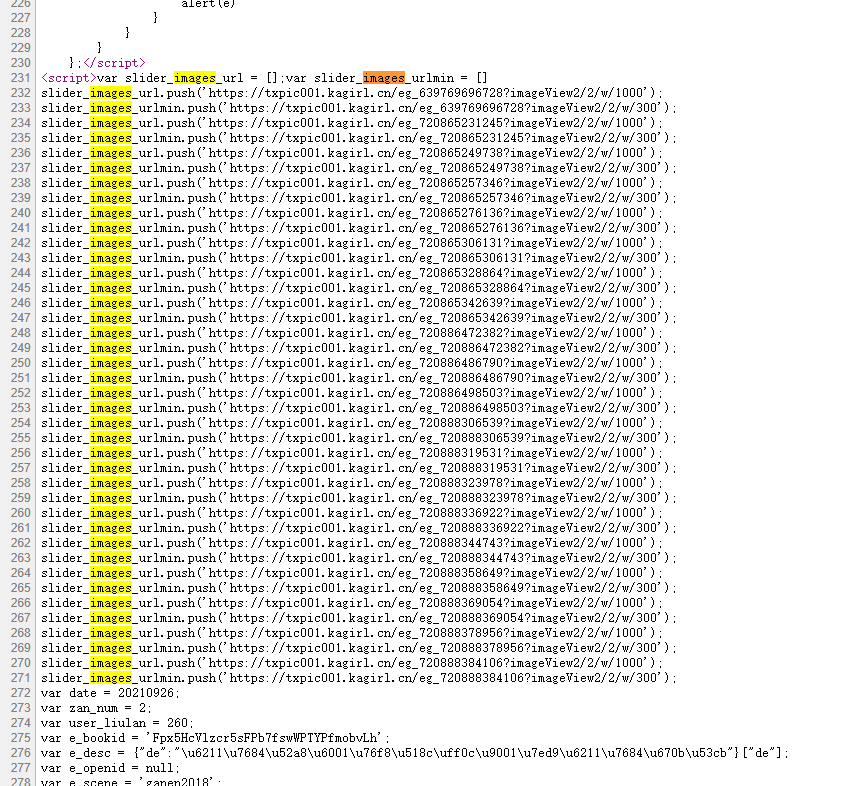 226 alert(e)
227 }
228 }
229 }
230 };</script>
231 <script>var slider_images_url = [];var slider_images_urlmin = []
232 slider_images_url.push('https://txpic001.kagirl.cn/eg_639769696728?imageView2/2/w/1000');
233 slider_images_urlmin.push('https://txpic001.kagirl.cn/eg_639769696728?imageView2/2/w/300');
234 slider_images_url.push('https://txpic001.kagirl.cn/eg_720865231245?imageView2/2/w/1000');
235 slider_images_urlmin.push('https://txpic001.kagirl.cn/eg_720865231245?imageView2/2/w/300');
236 slider_images_url.push('https://txpic001.kagirl.cn/eg_720865249738?imageView2/2/w/1000');
237 slider_images_urlmin.push('https://txpic001.kagirl.cn/eg_720865249738?imageView2/2/w/300');
238 slider_images_url.push('https://txpic001.kagirl.cn/eg_720865257346?imageView2/2/w/1000');
239 slider_images_urlmin.push('https://txpic001.kagirl.cn/eg_720865257346?imageView2/2/w/300');
240 slider_images_url.push('https://txpic001.kagirl.cn/eg_720865276136?imageView2/2/w/1000');
241 slider_images_urlmin.push('https://txpic001.kagirl.cn/eg_720865276136?imageView2/2/w/300');
242 slider_images_url.push('https://txpic001.kagirl.cn/eg_720865306131?imageView2/2/w/1000');
243 slider_images_urlmin.push('https://txpic001.kagirl.cn/eg_720865306131?imageView2/2/w/300');
244 slider_images_url.push('https://txpic001.kagirl.cn/eg_720865328864?imageView2/2/w/1000');
245 slider_images_urlmin.push('https://txpic001.kagirl.cn/eg_720865328864?imageView2/2/w/300');
246 slider_images_url.push('https://txpic001.kagirl.cn/eg_720865342639?imageView2/2/w/1000');
247 slider_images_urlmin.push('https://txpic001.kagirl.cn/eg_720865342639?imageView2/2/w/300');
248 slider_images_url.push('https://txpic001.kagirl.cn/eg_720886472382?imageView2/2/w/1000');
249 slider_images_urlmin.push('https://txpic001.kagirl.cn/eg_720886472382?imageView2/2/w/300');
250 slider_images_url.push('https://txpic001.kagirl.cn/eg_720886486790?imageView2/2/w/1000');
251 slider_images_urlmin.push('https://txpic001.kagirl.cn/eg_720886486790?imageView2/2/w/300');
252 slider_images_url.push('https://txpic001.kagirl.cn/eg_720886498503?imageView2/2/w/1000');
253 slider_images_urlmin.push('https://txpic001.kagirl.cn/eg_720886498503?imageView2/2/w/300');
254 slider_images_url.push('https://txpic001.kagirl.cn/eg_720888306539?imageView2/2/w/1000');
255 slider_images_urlmin.push('https://txpic001.kagirl.cn/eg_720888306539?imageView2/2/w/300');
256 slider_images_url.push('https://txpic001.kagirl.cn/eg_720888319531?imageView2/2/w/1000');
257 slider_images_urlmin.push('https://txpic001.kagirl.cn/eg_720888319531?imageView2/2/w/300');
258 slider_images_url.push('https://txpic001.kagirl.cn/eg_720888323978?imageView2/2/w/1000');
259 slider_images_urlmin.push('https://txpic001.kagirl.cn/eg_720888323978?imageView2/2/w/300');
260 slider_images_url.push('https://txpic001.kagirl.cn/eg_720888336922?imageView2/2/w/1000');
261 slider_images_urlmin.push('https://txpic001.kagirl.cn/eg_720888336922?imageView2/2/w/300');
262 slider_images_url.push('https://txpic001.kagirl.cn/eg_720888344743?imageView2/2/w/1000');
263 slider_images_urlmin.push('https://txpic001.kagirl.cn/eg_720888344743?imageView2/2/w/300');
264 slider_images_url.push('https://txpic001.kagirl.cn/eg_720888358649?imageView2/2/w/1000');
265 slider_images_urlmin.push('https://txpic001.kagirl.cn/eg_720888358649?imageView2/2/w/300');
266 slider_images_url.push('https://txpic001.kagirl.cn/eg_720888369054?imageView2/2/w/1000');
267 slider_images_urlmin.push('https://txpic001.kagirl.cn/eg_720888369054?imageView2/2/w/300');
268 slider_images_url.push('https://txpic001.kagirl.cn/eg_720888378956?imageView2/2/w/1000');
269 slider_images_urlmin.push('https://txpic001.kagirl.cn/eg_720888378956?imageView2/2/w/300');
270 slider_images_url.push('https://txpic001.kagirl.cn/eg_720888384106?imageView2/2/w/1000');
271 slider_images_urlmin.push('https://txpic001.kagirl.cn/eg_720888384106?imageView2/2/w/300');
272 var date = 20210926;
273 var zan_num = 2;
274 var user_liulan = 260;
275 var e_bookid = 'Fpx5HcVlzcr5sFPb7fswWPTYPfmobvLh';
276 var e_desc = {"de":"\u6211\u7684\u52a8\u6001\u76f8\u518c\uff0c\u9001\u7ed9\u6211\u7684\u670b\u53cb"}["de"];
277 var e_openid = null;
278 var e_scene = 'ganen2018';